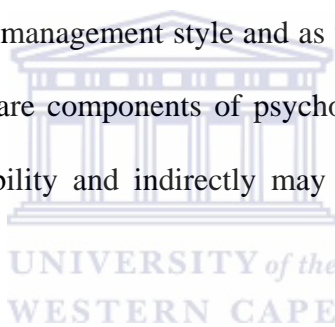 management style and as
are components of psycho
bility and indirectly may
UNIVERSITY of the
WESTERN CAPE